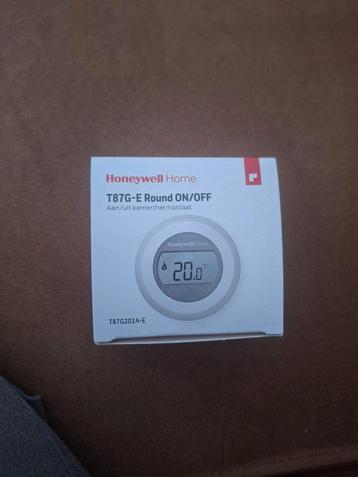 Honeywell Home
T87G-E Round ON/OFF
Aan/uit kamerthermostaat
Honeywell Home
20.0°C
T87G2014-E